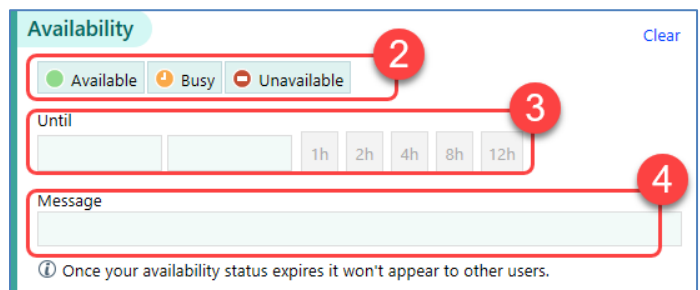 Availability
Clear
2
Available Busy Unavailable
3
Until
1h 2h 4h 8h 12h
4
Message
Once your availability status expires it won't appear to other users.